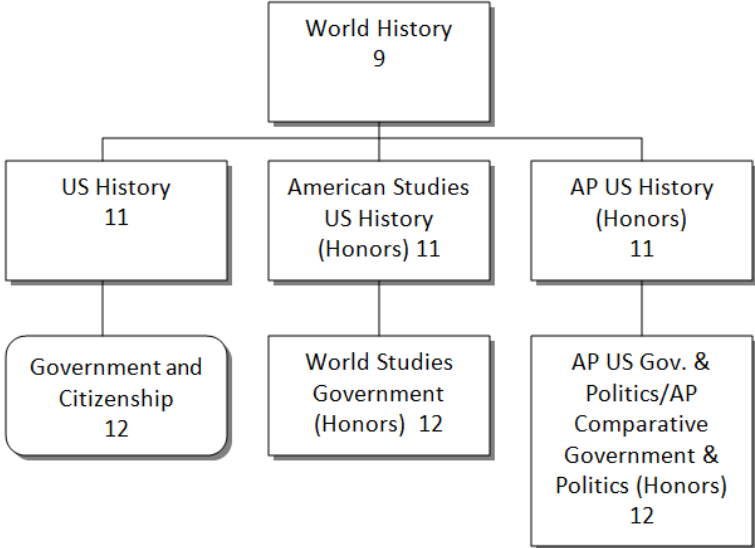 World History
9
US History
11
American Studies
US History
(Honors) 11
AP US History
(Honors)
11
Government and
Citizenship
12
World Studies
Government
(Honors) 12
AP US Gov. &
Politics/AP
Comparative
Government &
Politics (Honors)
12